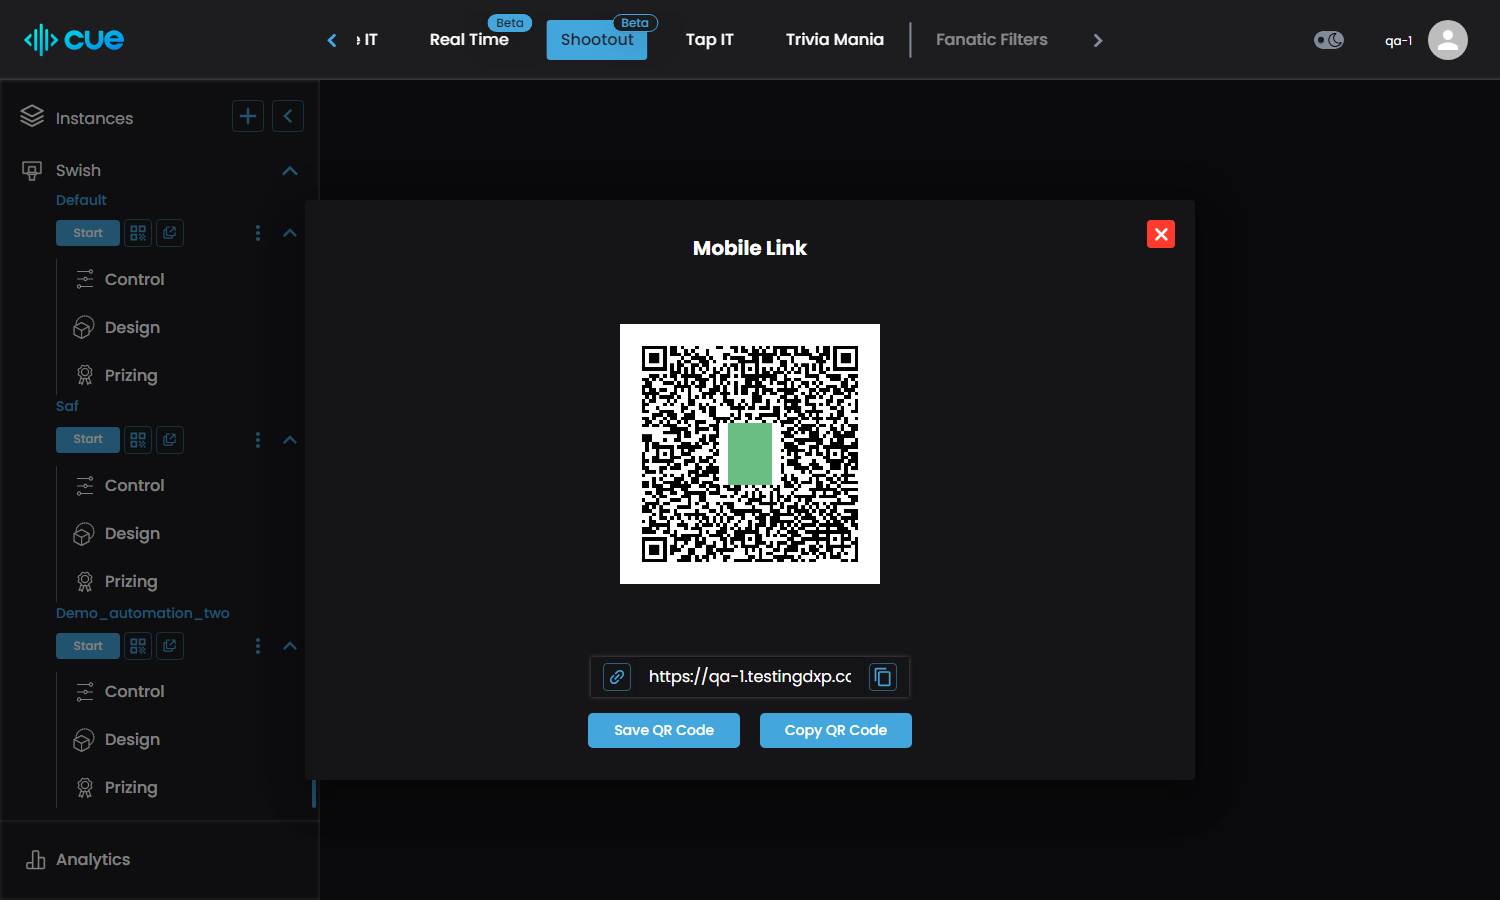 cue
e IT
Real Time
Beta
Shootout
Beta
Tap IT
Trivia Mania
Fanatic Filters
qa-1
Instances
Swish
Default
Start
Control
Design
Prizing
Saf
Start
Control
Design
Prizing
Demo_automation_two
Start
Control
Design
Prizing
Analytics
Mobile Link
https://qa-1.testingdxp.cc
Save QR Code
Copy QR Code